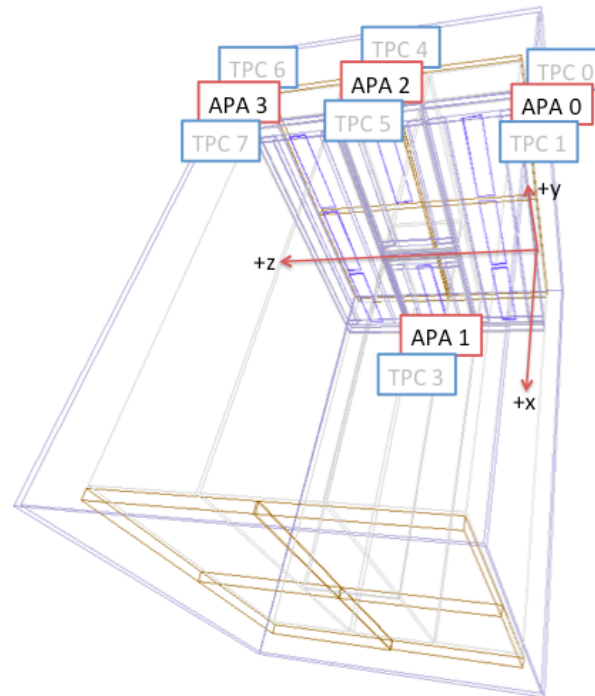 TPC 4
TPC 6
TPC 0
APA 2
APA 3
APA 0
TPC 5
TPC 7
TPC 1
+y
+z
APA 1
TPC 3
+x